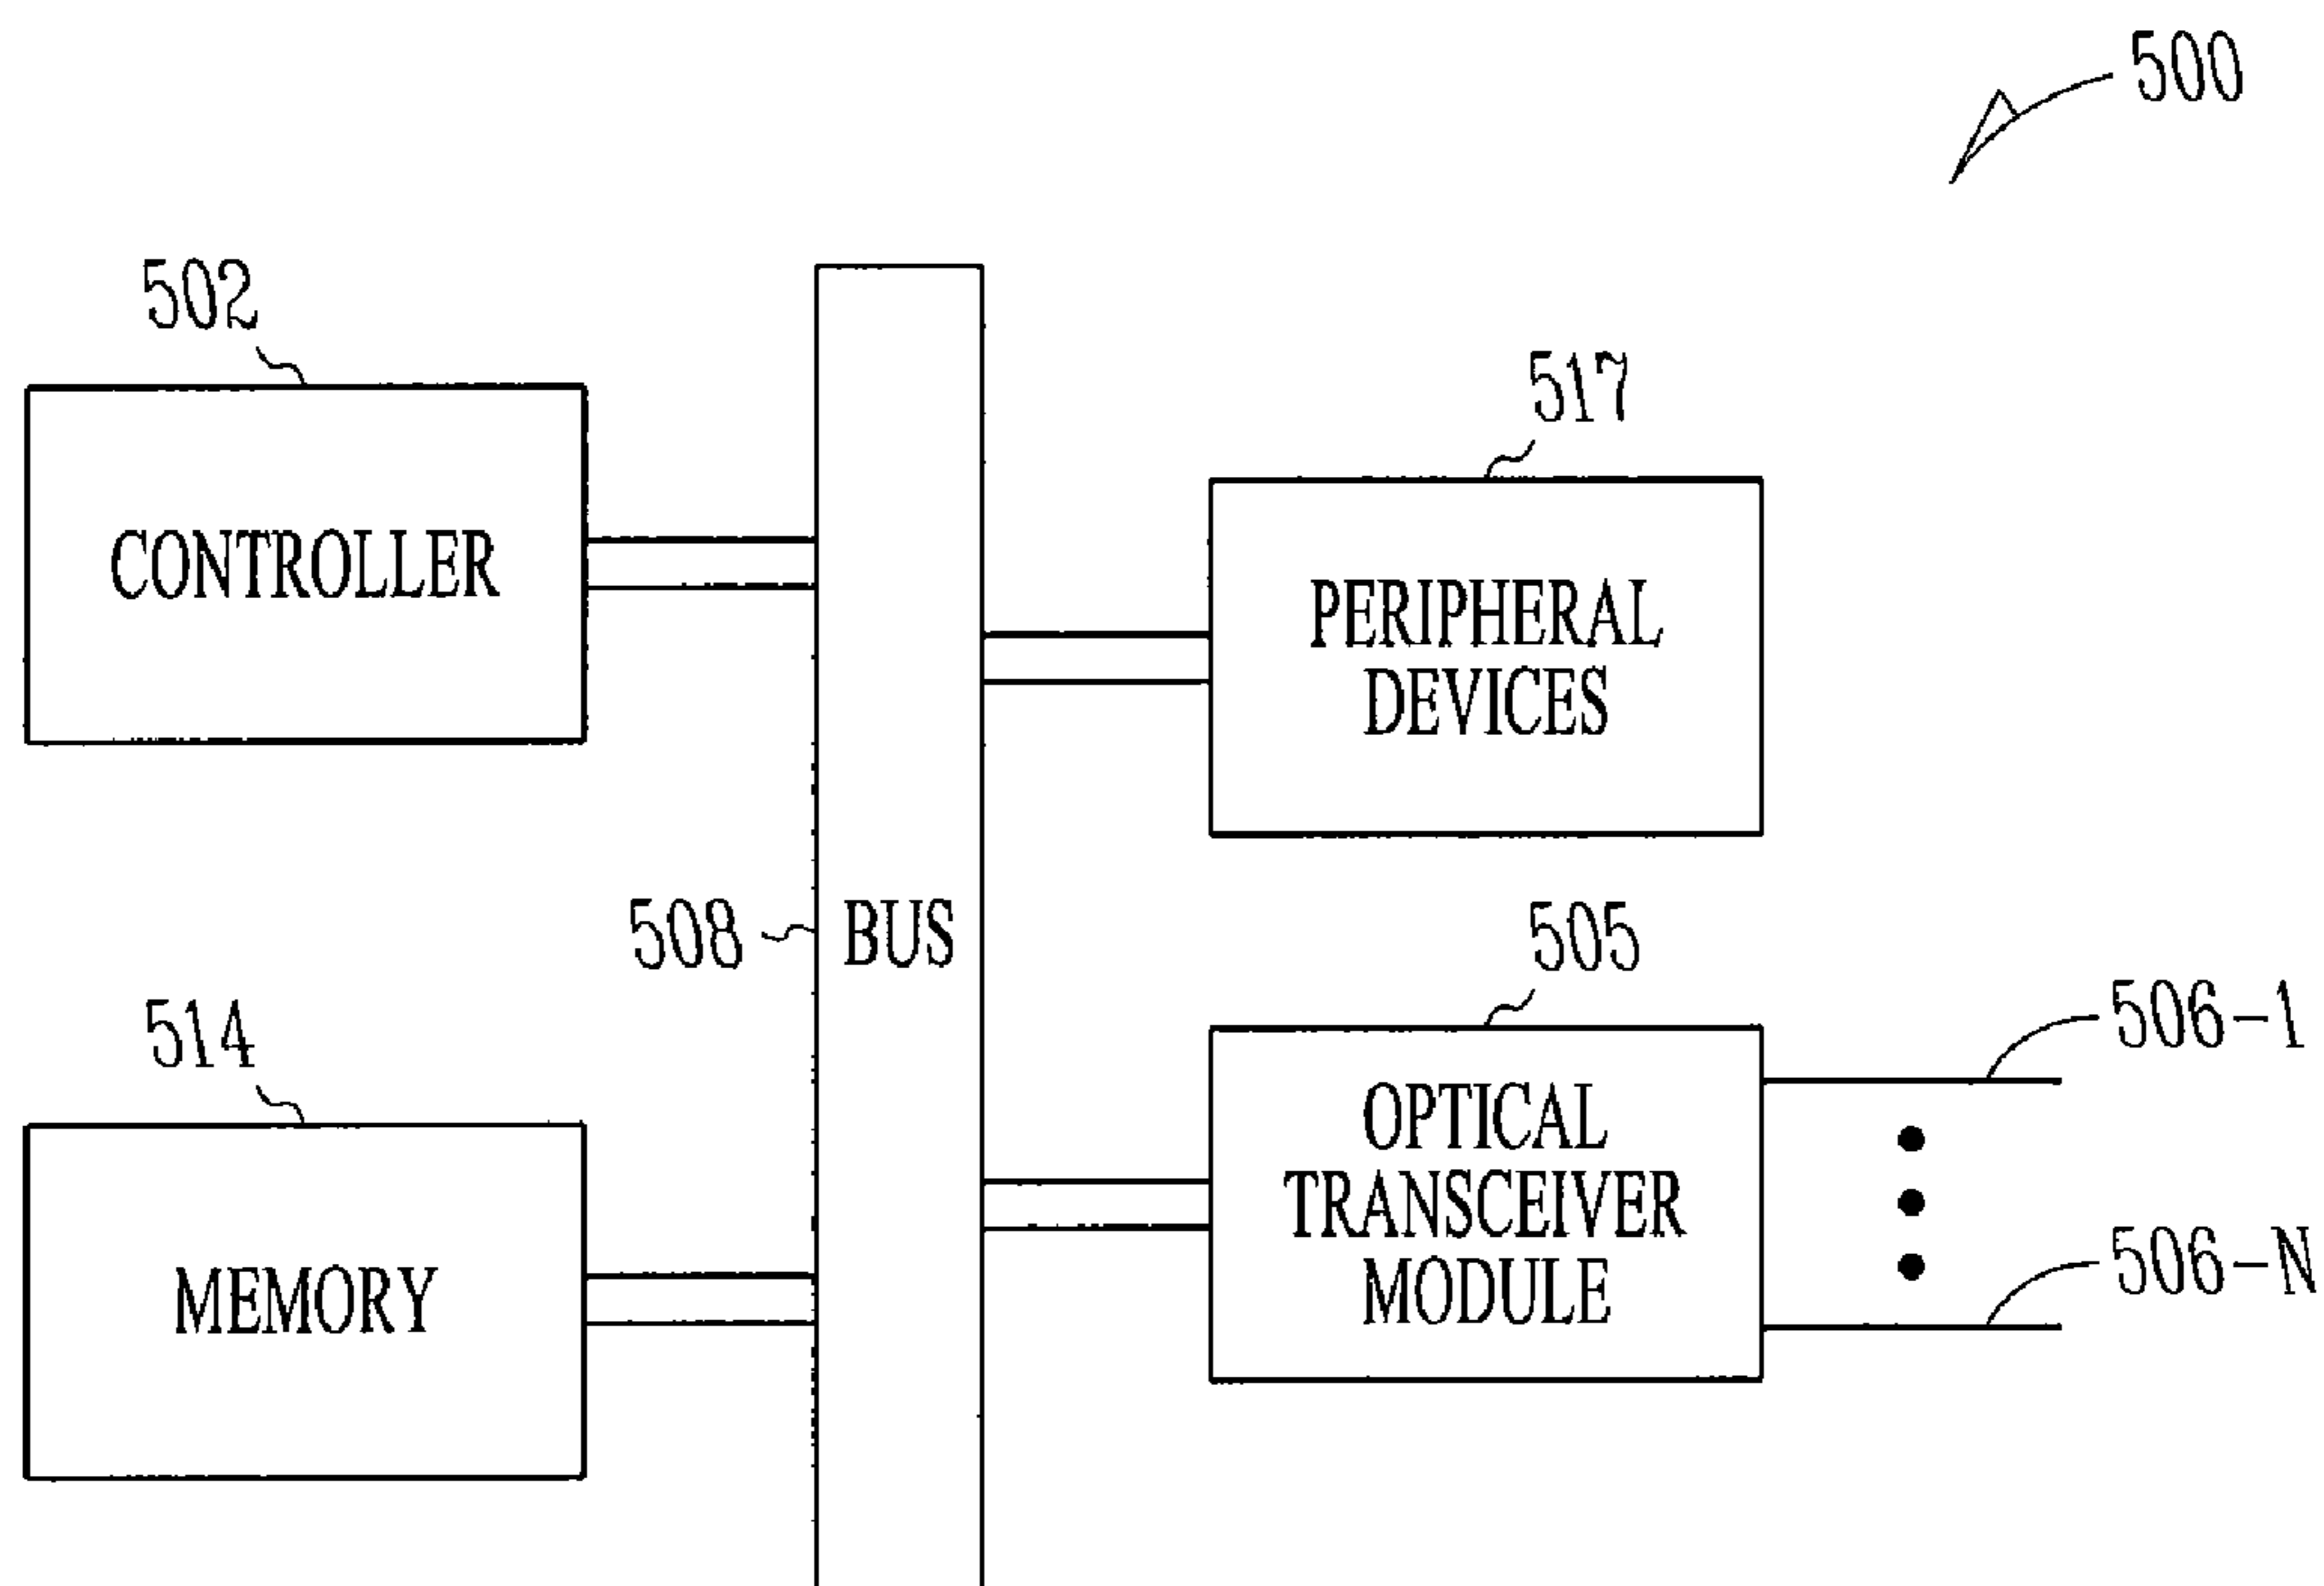 500
502
CONTROLLER
517
PERIPHERAL
DEVICES
508
BUS
514
MEMORY
505
OPTICAL
TRANSCEIVER
MODULE
506-1
506-N